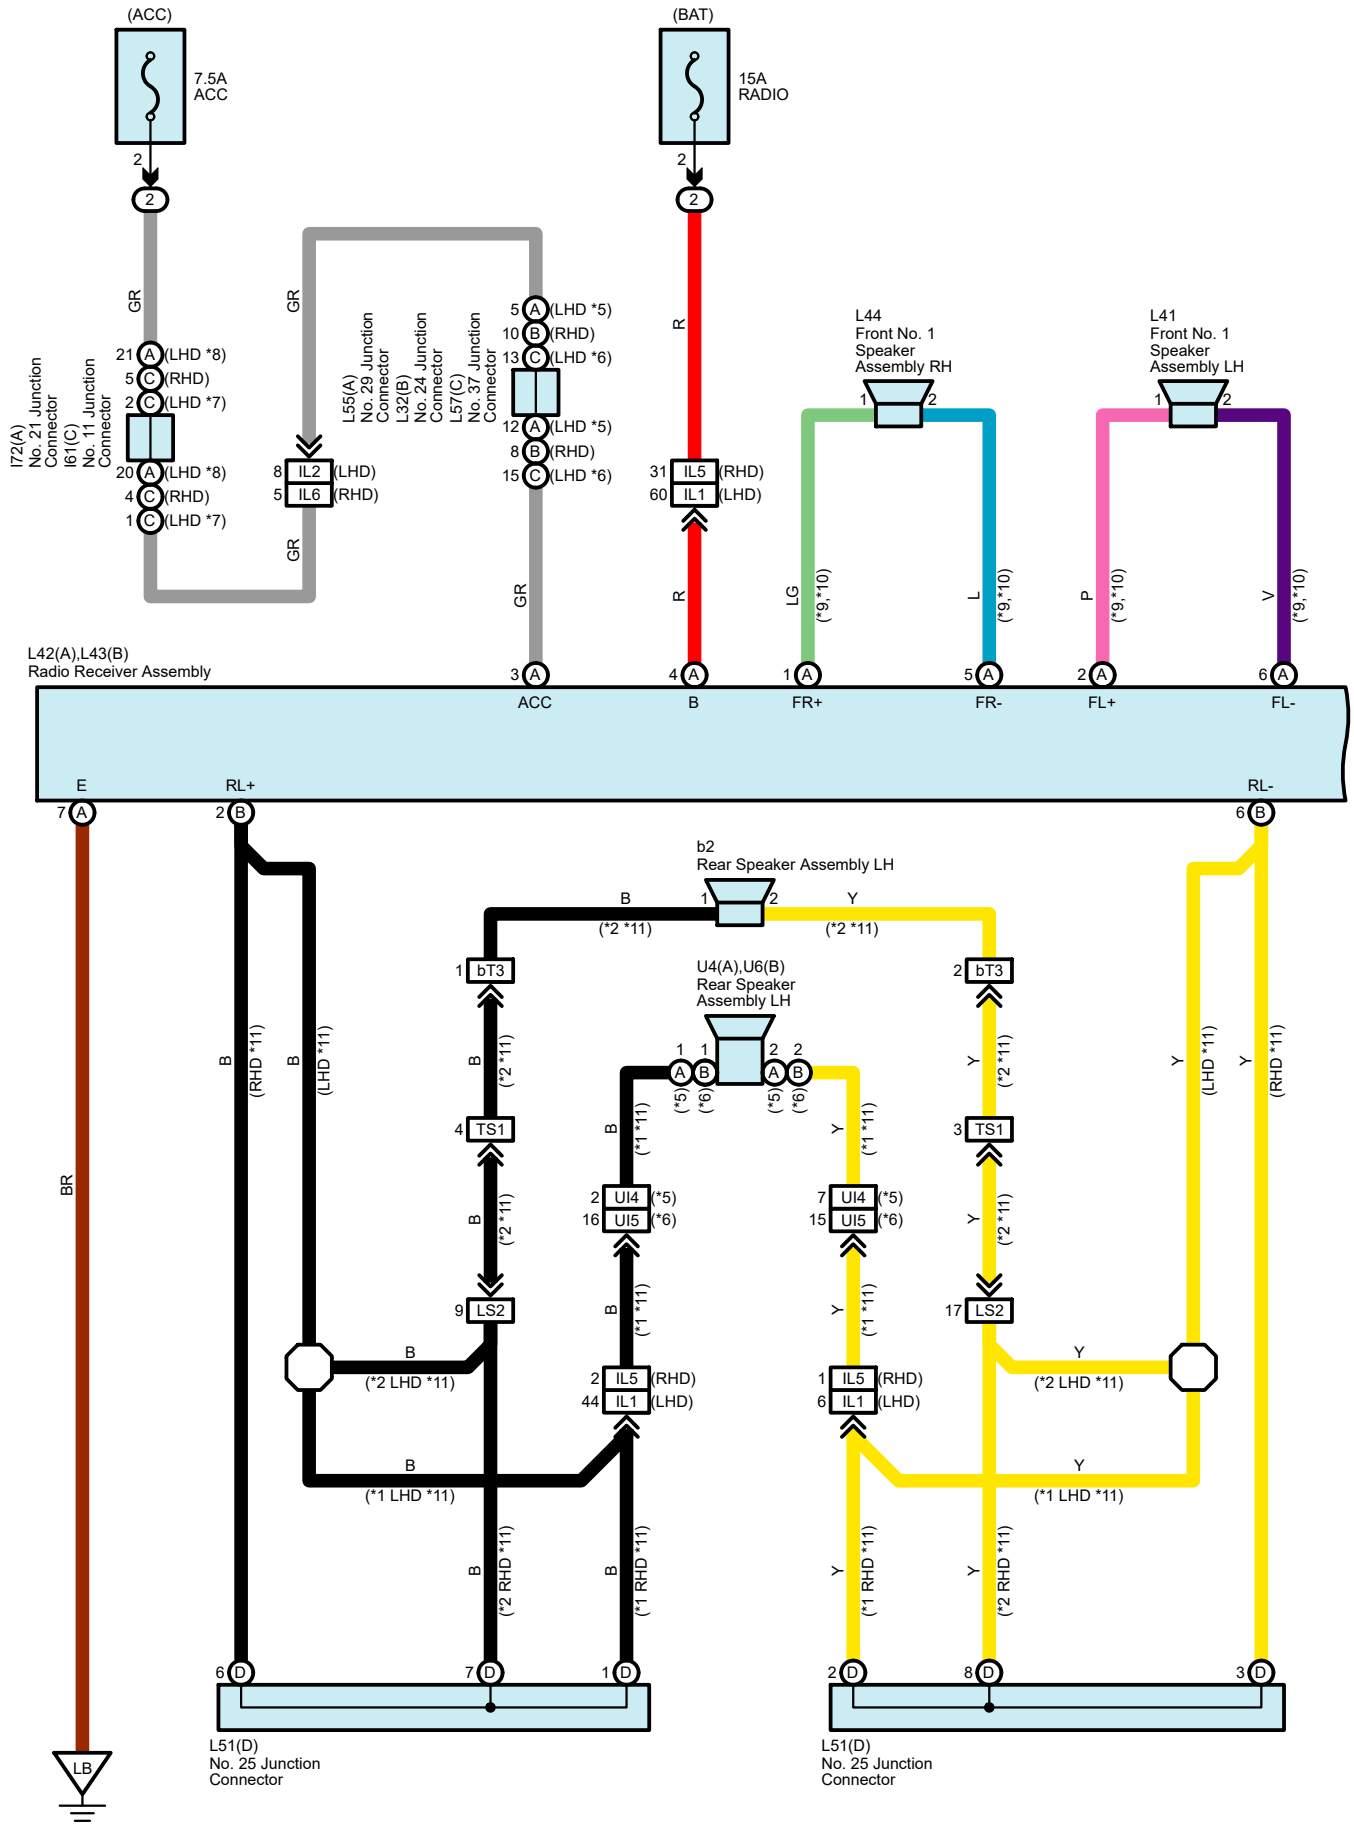 (ACC)
7.5A
ACC
2
2
(BAT)
15A
RADIO
2
2
GR
GR
GR
GR
R
R
I72(A)
No. 21 Junction
Connector
I61(C)
No. 11 Junction
Connector
21 A (LHD *8)
5 C (RHD)
2 C (LHD *7)
20 A (LHD *8)
4 C (RHD)
1 C (LHD *7)
8 IL2 (LHD)
5 IL6 (RHD)
L55(A)
No. 29 Junction
Connector
L32(B)
No. 24 Junction
Connector
L57(C)
No. 37 Junction
Connector
5 A (LHD *5)
10 B (RHD)
13 C (LHD *6)
12 A (LHD *5)
8 B (RHD)
15 C (LHD *6)
31 IL5 (RHD)
60 IL1 (LHD)
L44
Front No. 1
Speaker
Assembly RH
1 2
L41
Front No. 1
Speaker
Assembly LH
1 2
LG
(*9,*10)
L
(*9,*10)
P
(*9,*10)
V
(*9,*10)
L42(A),L43(B)
Radio Receiver Assembly
3 A
4 A
1 A
5 A
2 A
6 A
ACC
B
FR+
FR-
FL+
FL-
E
RL+
RL-
7 A
2 B
6 B
b2
Rear Speaker Assembly LH
1 2
B
(*2 *11)
Y
(*2 *11)
1 bT3
2 bT3
U4(A),U6(B)
Rear Speaker
Assembly LH
1 1 2 2
A B A B
(*5) (*6) (*5) (*6)
BR
B
(RHD *11)
B
(LHD *11)
B
(*2 *11)
Y
(*2 *11)
Y
(LHD *11)
Y
(RHD *11)
4 TS1
3 TS1
B
(*1 *11)
Y
(*1 *11)
2 UI4 (*5)
16 UI5 (*6)
7 UI4 (*5)
15 UI5 (*6)
B
(*2 *11)
Y
(*2 *11)
9 LS2
17 LS2
B
(*1 *11)
Y
(*1 *11)
B
(*2 LHD *11)
Y
(*2 LHD *11)
2 IL5 (RHD)
44 IL1 (LHD)
1 IL5 (RHD)
6 IL1 (LHD)
B
(*1 LHD *11)
Y
(*1 LHD *11)
B
(*2 RHD *11)
B
(*1 RHD *11)
Y
(*1 RHD *11)
Y
(*2 RHD *11)
6 D
7 D
1 D
2 D
8 D
3 D
L51(D)
No. 25 Junction
Connector
L51(D)
No. 25 Junction
Connector
LB